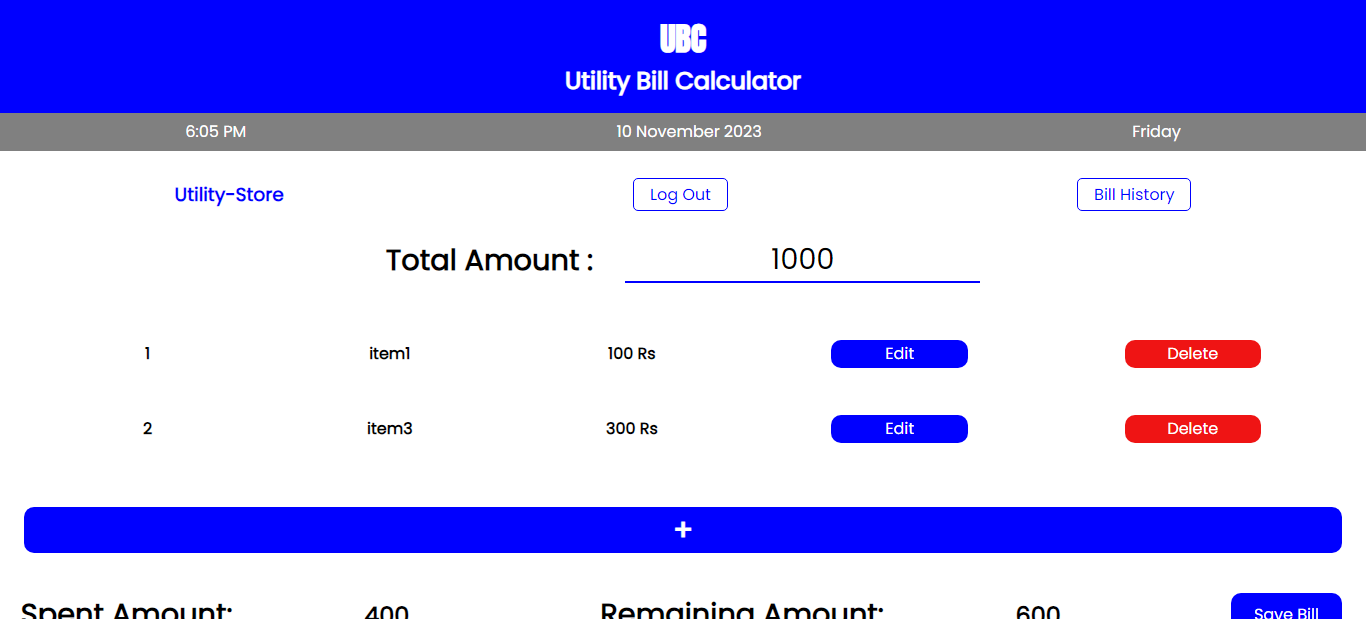 UBC
Utility Bill Calculator
6:05 PM 10 November 2023 Friday
Utility-Store Log Out Bill History
Total Amount : 1000
1 item1 100 Rs Edit Delete
2 item3 300 Rs Edit Delete
+
Spent Amount: 400 Remaining Amount: 600 Save Bill